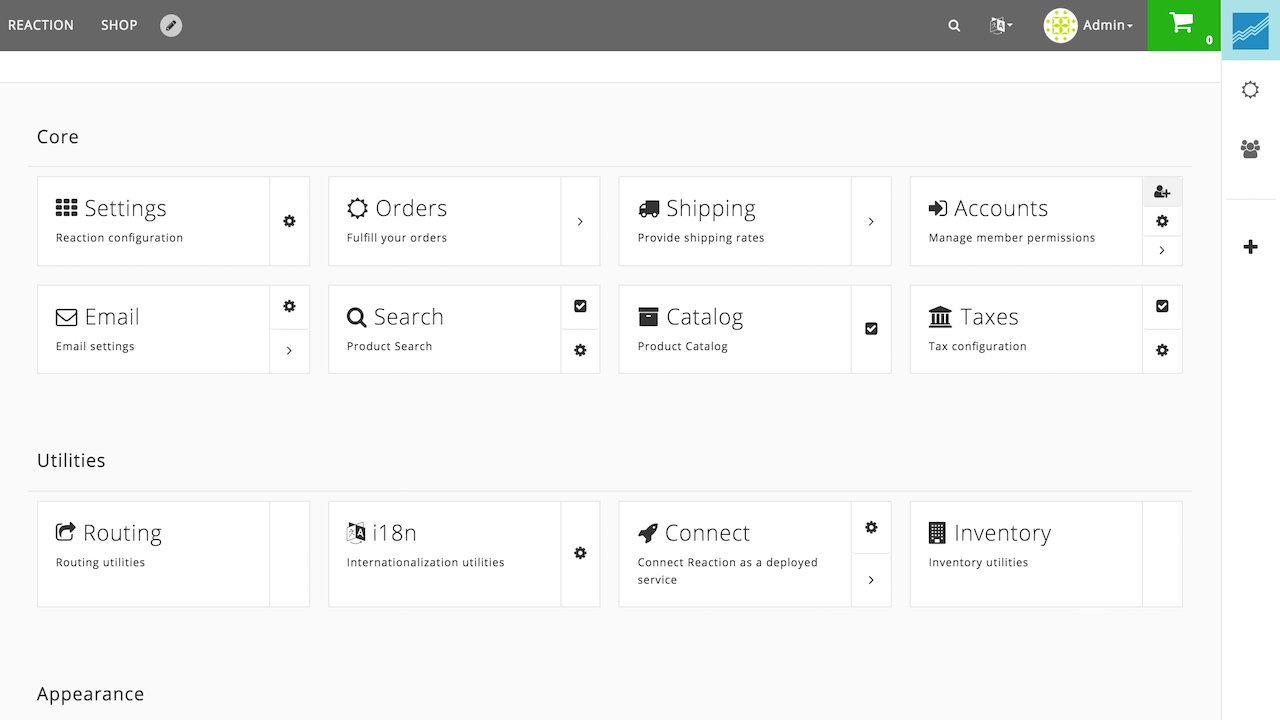 REACTION SHOP Admin 0
Core
Settings
Reaction configuration
Orders
Fulfill your orders
Shipping
Provide shipping rates
Accounts
Manage member permissions
Email
Email settings
Search
Product Search
Catalog
Product Catalog
Taxes
Tax configuration
Utilities
Routing
Routing utilities
i18n
Internationalization utilities
Connect
Connect Reaction as a deployed
service
Inventory
Inventory utilities
Appearance